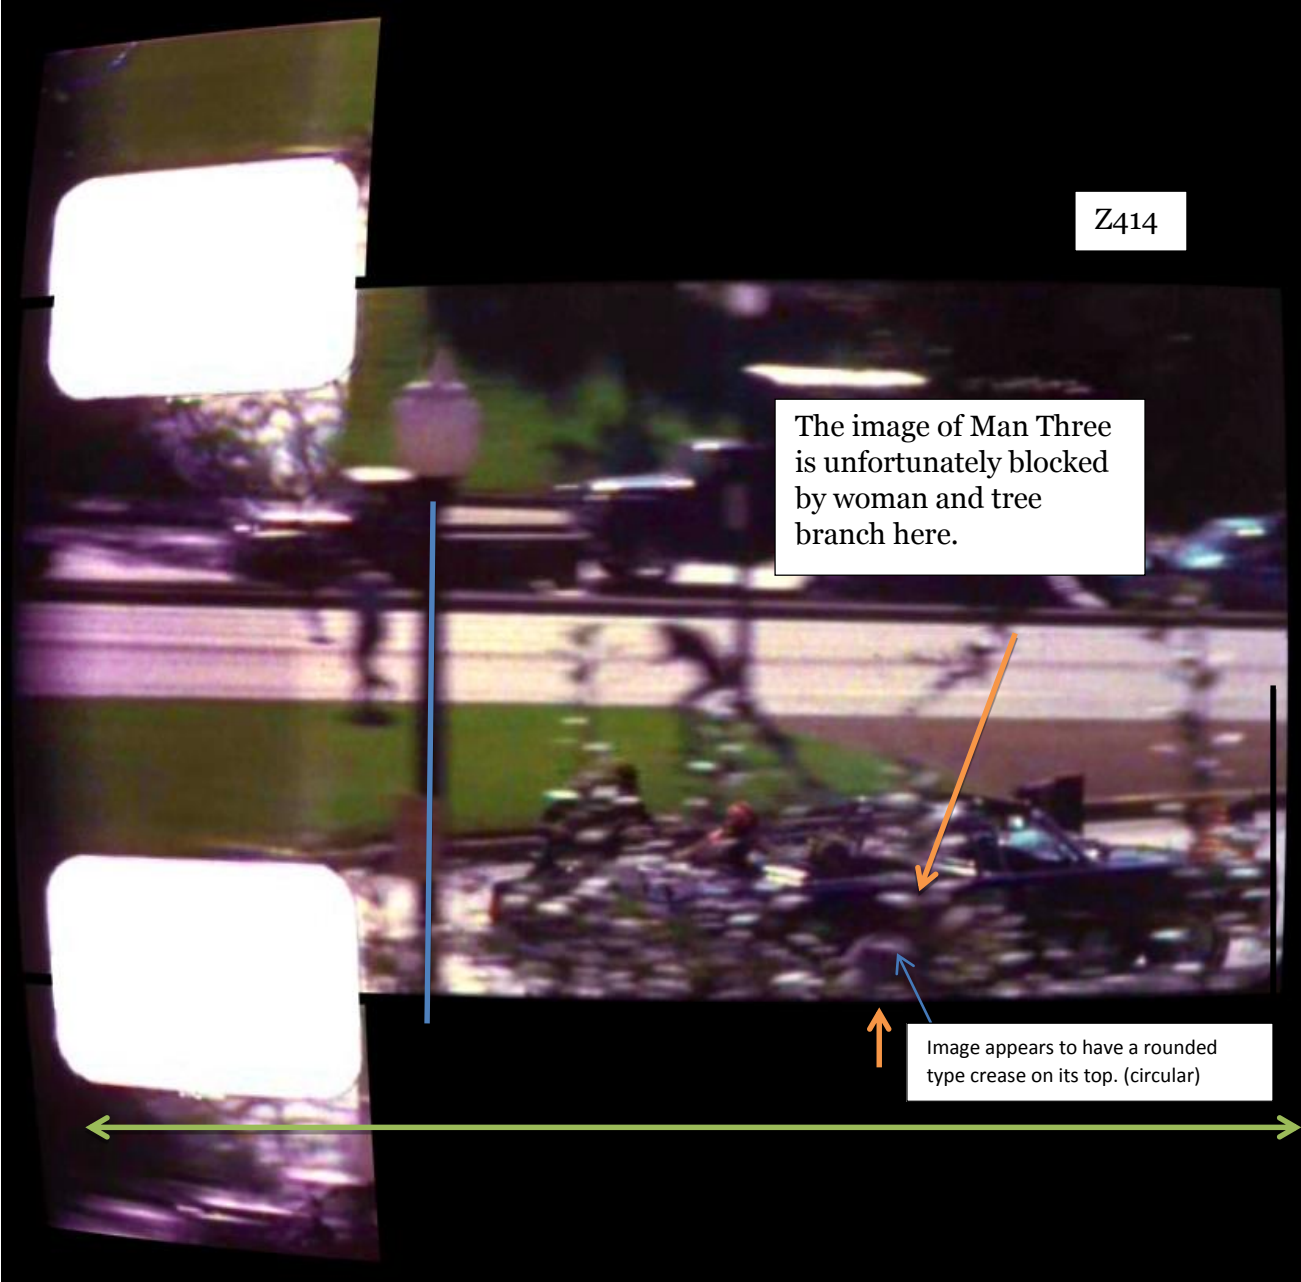 Z414
The image of Man Three
is unfortunately blocked
by woman and tree
branch here.
Image appears to have a rounded
type crease on its top. (circular)